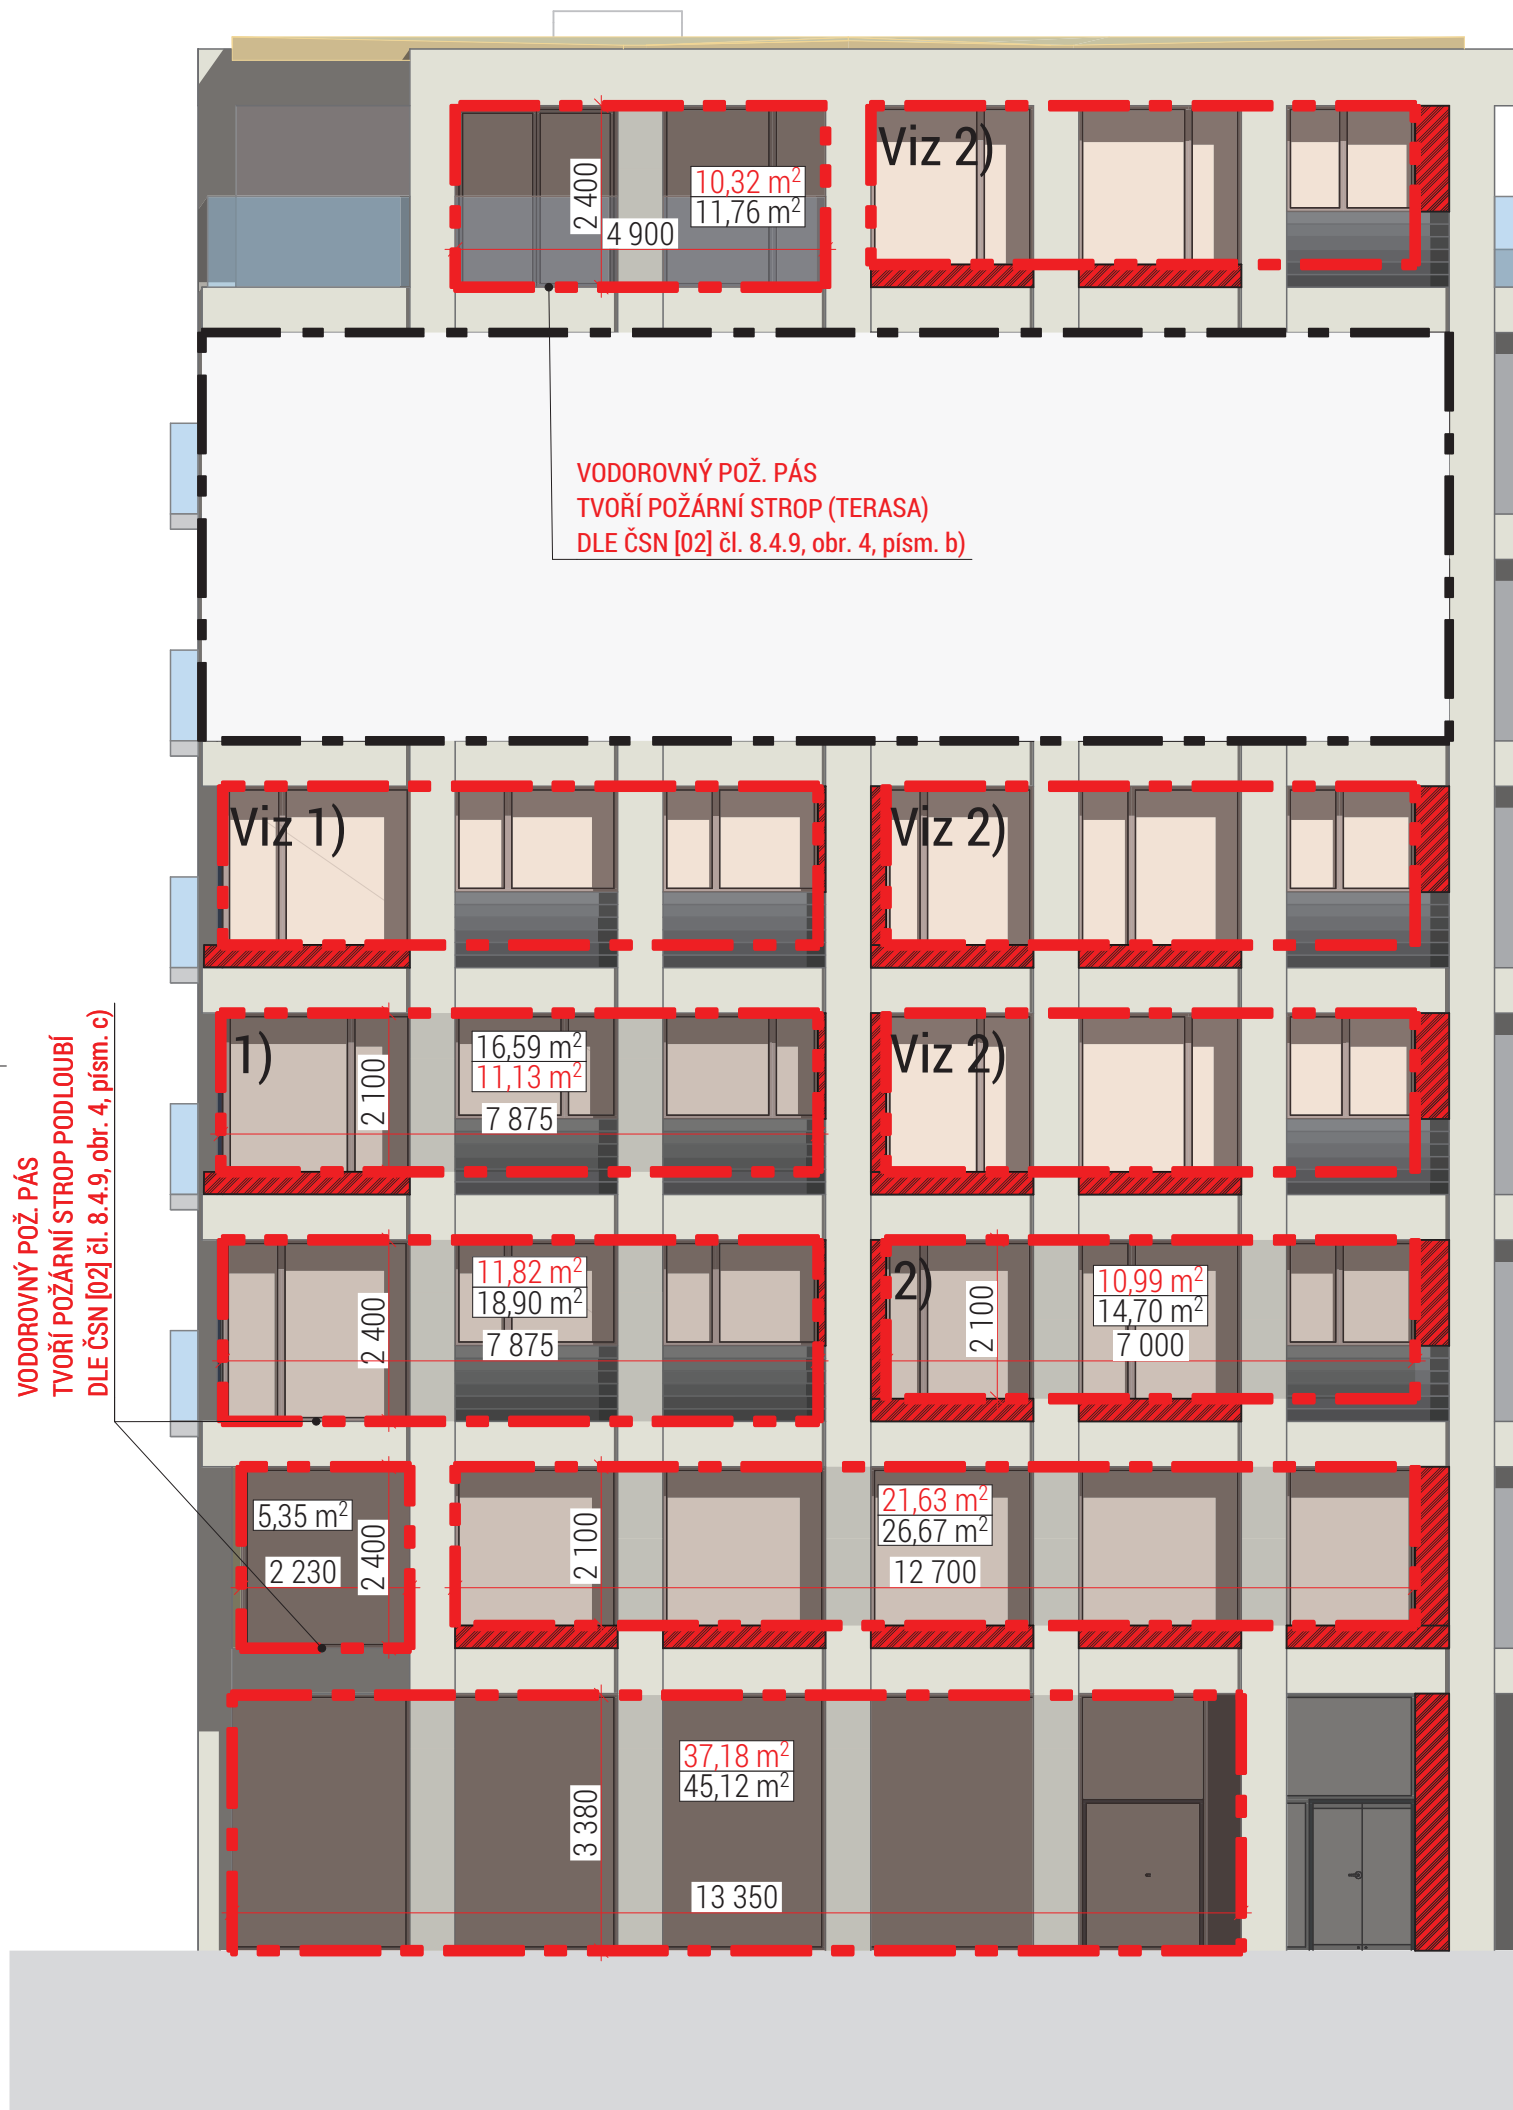 Viz 2)
10,32 m²
11,76 m²
2 400
4 900
VODOROVNÝ POŽ. PÁS
TVOŘÍ POŽÁRNÍ STROP (TERASA)
DLE ČSN [02] čl. 8.4.9, obr. 4, písm. b)
Viz 1)
Viz 2)
VODOROVNÝ POŽ. PÁS
TVOŘÍ POŽÁRNÍ STROP PODLOUBÍ
DLE ČSN [02] čl. 8.4.9, obr. 4, písm. c)
1)
2 100
16,59 m²
11,13 m²
7 875
Viz 2)
2 400
11,82 m²
18,90 m²
7 875
2)
2 100
10,99 m²
14,70 m²
7 000
5,35 m²
2 230
2 400
2 100
21,63 m²
26,67 m²
12 700
37,18 m²
45,12 m²
3 380
13 350